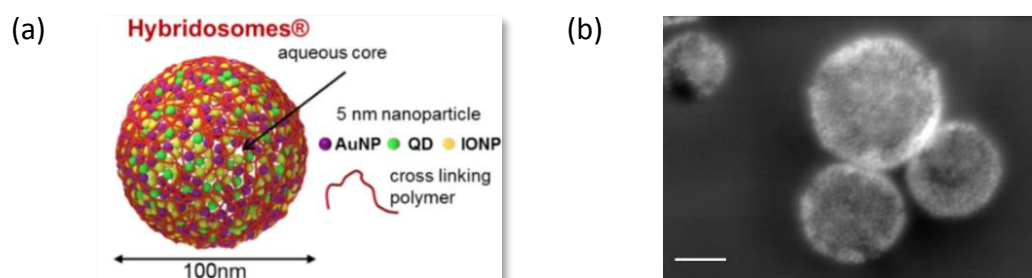 (a)
Hybridosomes®
aqueous core
5 nm nanoparticle
AuNP QD IONP
cross linking
polymer
100nm
(b)